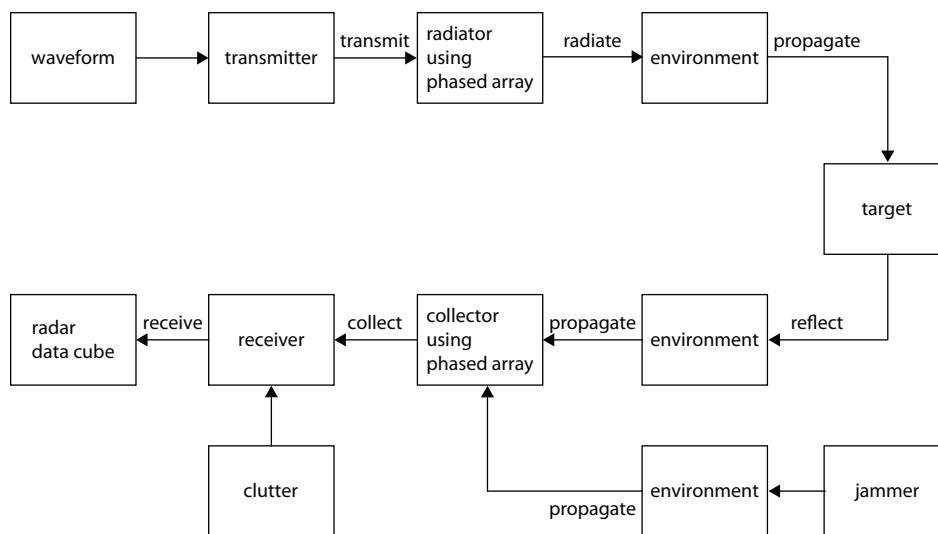 waveform
transmitter
transmit
radiator
using
phased array
radiate
environment
propagate
target
reflect
environment
propagate
collector
using
phased array
collect
receiver
receive
radar
data cube
clutter
propagate
environment
jammer